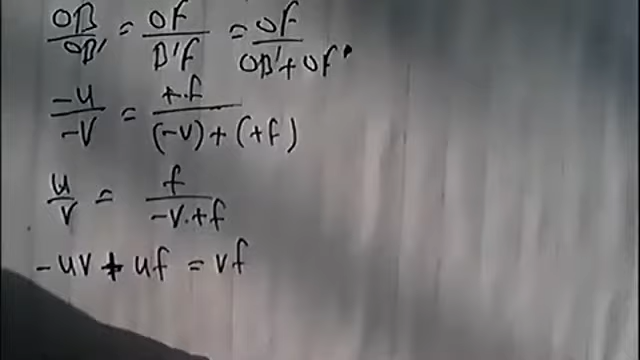 OB/OB' = OF/B'F = OF/OB'+OF
-u/-v = +f/(-v)+(+f)
u/v = f/-v+f
-uv+uf = vf